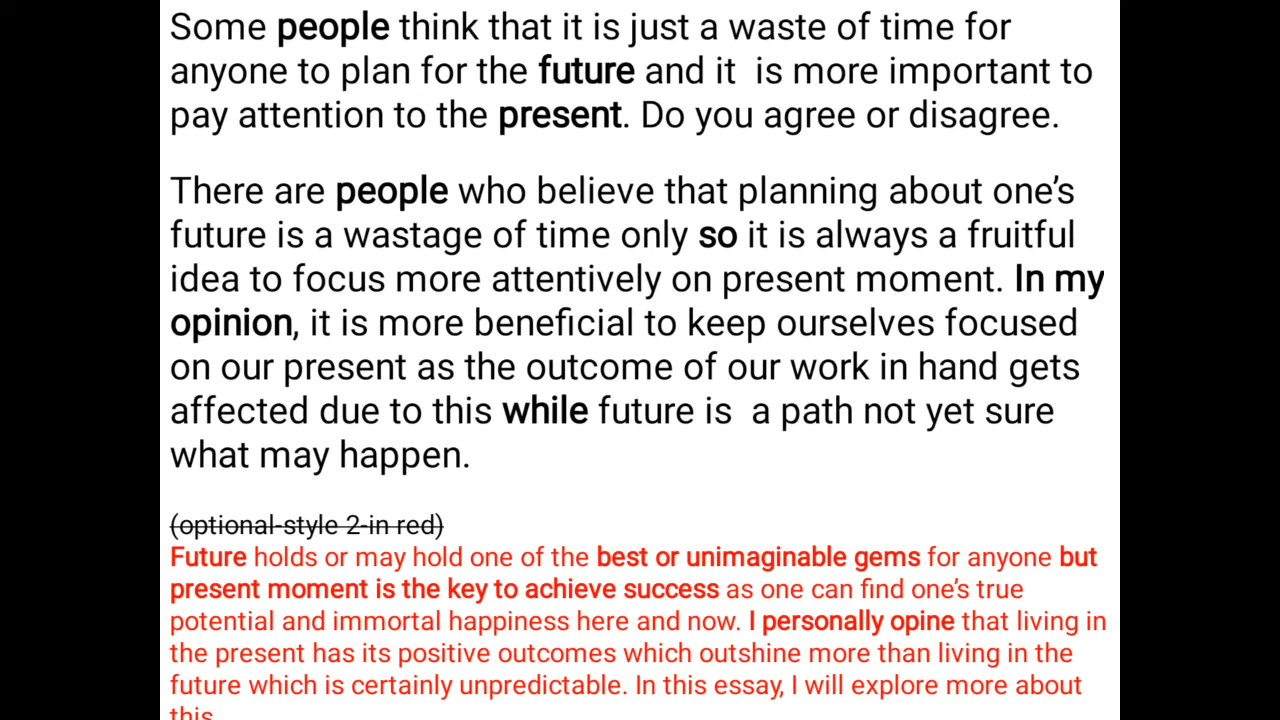 Some people think that it is just a waste of time for
anyone to plan for the future and it  is more important to
pay attention to the present. Do you agree or disagree.
There are people who believe that planning about one’s
future is a wastage of time only so it is always a fruitful
idea to focus more attentively on present moment. In my
opinion, it is more beneficial to keep ourselves focused
on our present as the outcome of our work in hand gets
affected due to this while future is  a path not yet sure
what may happen.
(optional-style 2-in red)
Future holds or may hold one of the best or unimaginable gems for anyone but
present moment is the key to achieve success as one can find one’s true
potential and immortal happiness here and now. I personally opine that living in
the present has its positive outcomes which outshine more than living in the
future which is certainly unpredictable. In this essay, I will explore more about
this